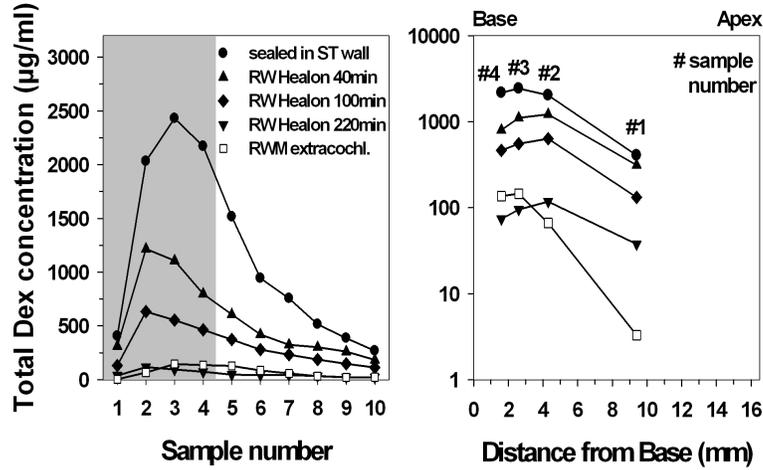 Total Dex concentration (µg/ml)
3000
2500
2000
1500
1000
500
0
sealed in ST wall
RW Healon 40min
RW Healon 100min
RW Healon 220min
RWM extracochl.
1 2 3 4 5 6 7 8 9 10
Sample number
Base Apex
10000
1000
100
10
1
#4 #3 #2
#1
# sample
number
0 2 4 6 8 10 12 14 16
Distance from Base (mm)